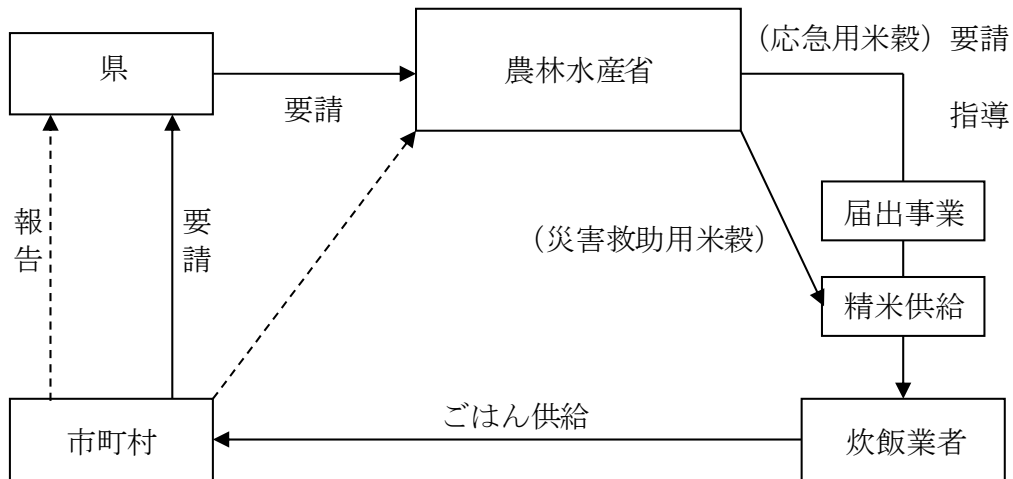 （応急用米穀）要請
県
農林水産省
要請
指導
報告
要請
届出事業
（災害救助用米穀）
精米供給
ごはん供給
市町村
炊飯業者